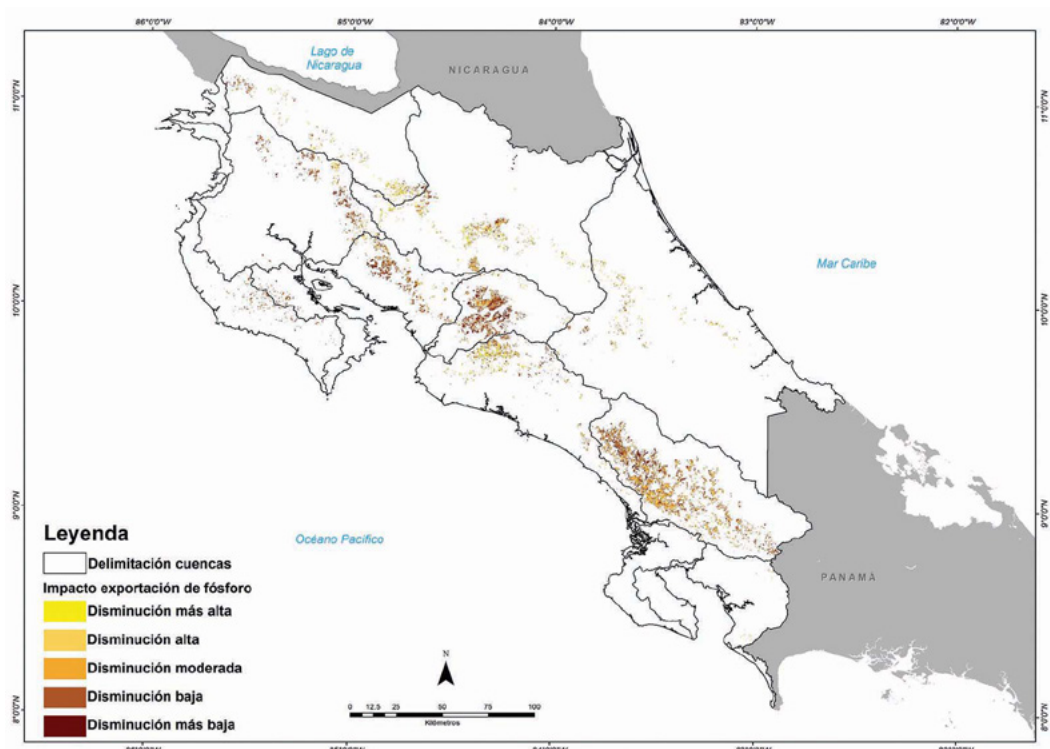 86°0'0"W 85°0'0"W 84°0'0"W 83°0'0"W 82°0'0"W
Lago de
Nicaragua
NICARAGUA
11°0'0"N 11°0'0"N
Mar Caribe
10°0'0"N 10°0'0"N
9°0'0"N 9°0'0"N
Océano Pacífico
PANAMÁ
8°0'0"N 8°0'0"N
Leyenda
Delimitación cuencas
Impacto exportación de fósforo
Disminución más alta
Disminución alta
Disminución moderada
Disminución baja
Disminución más baja
N
0 12.5 25 50 75 100
Kilómetros